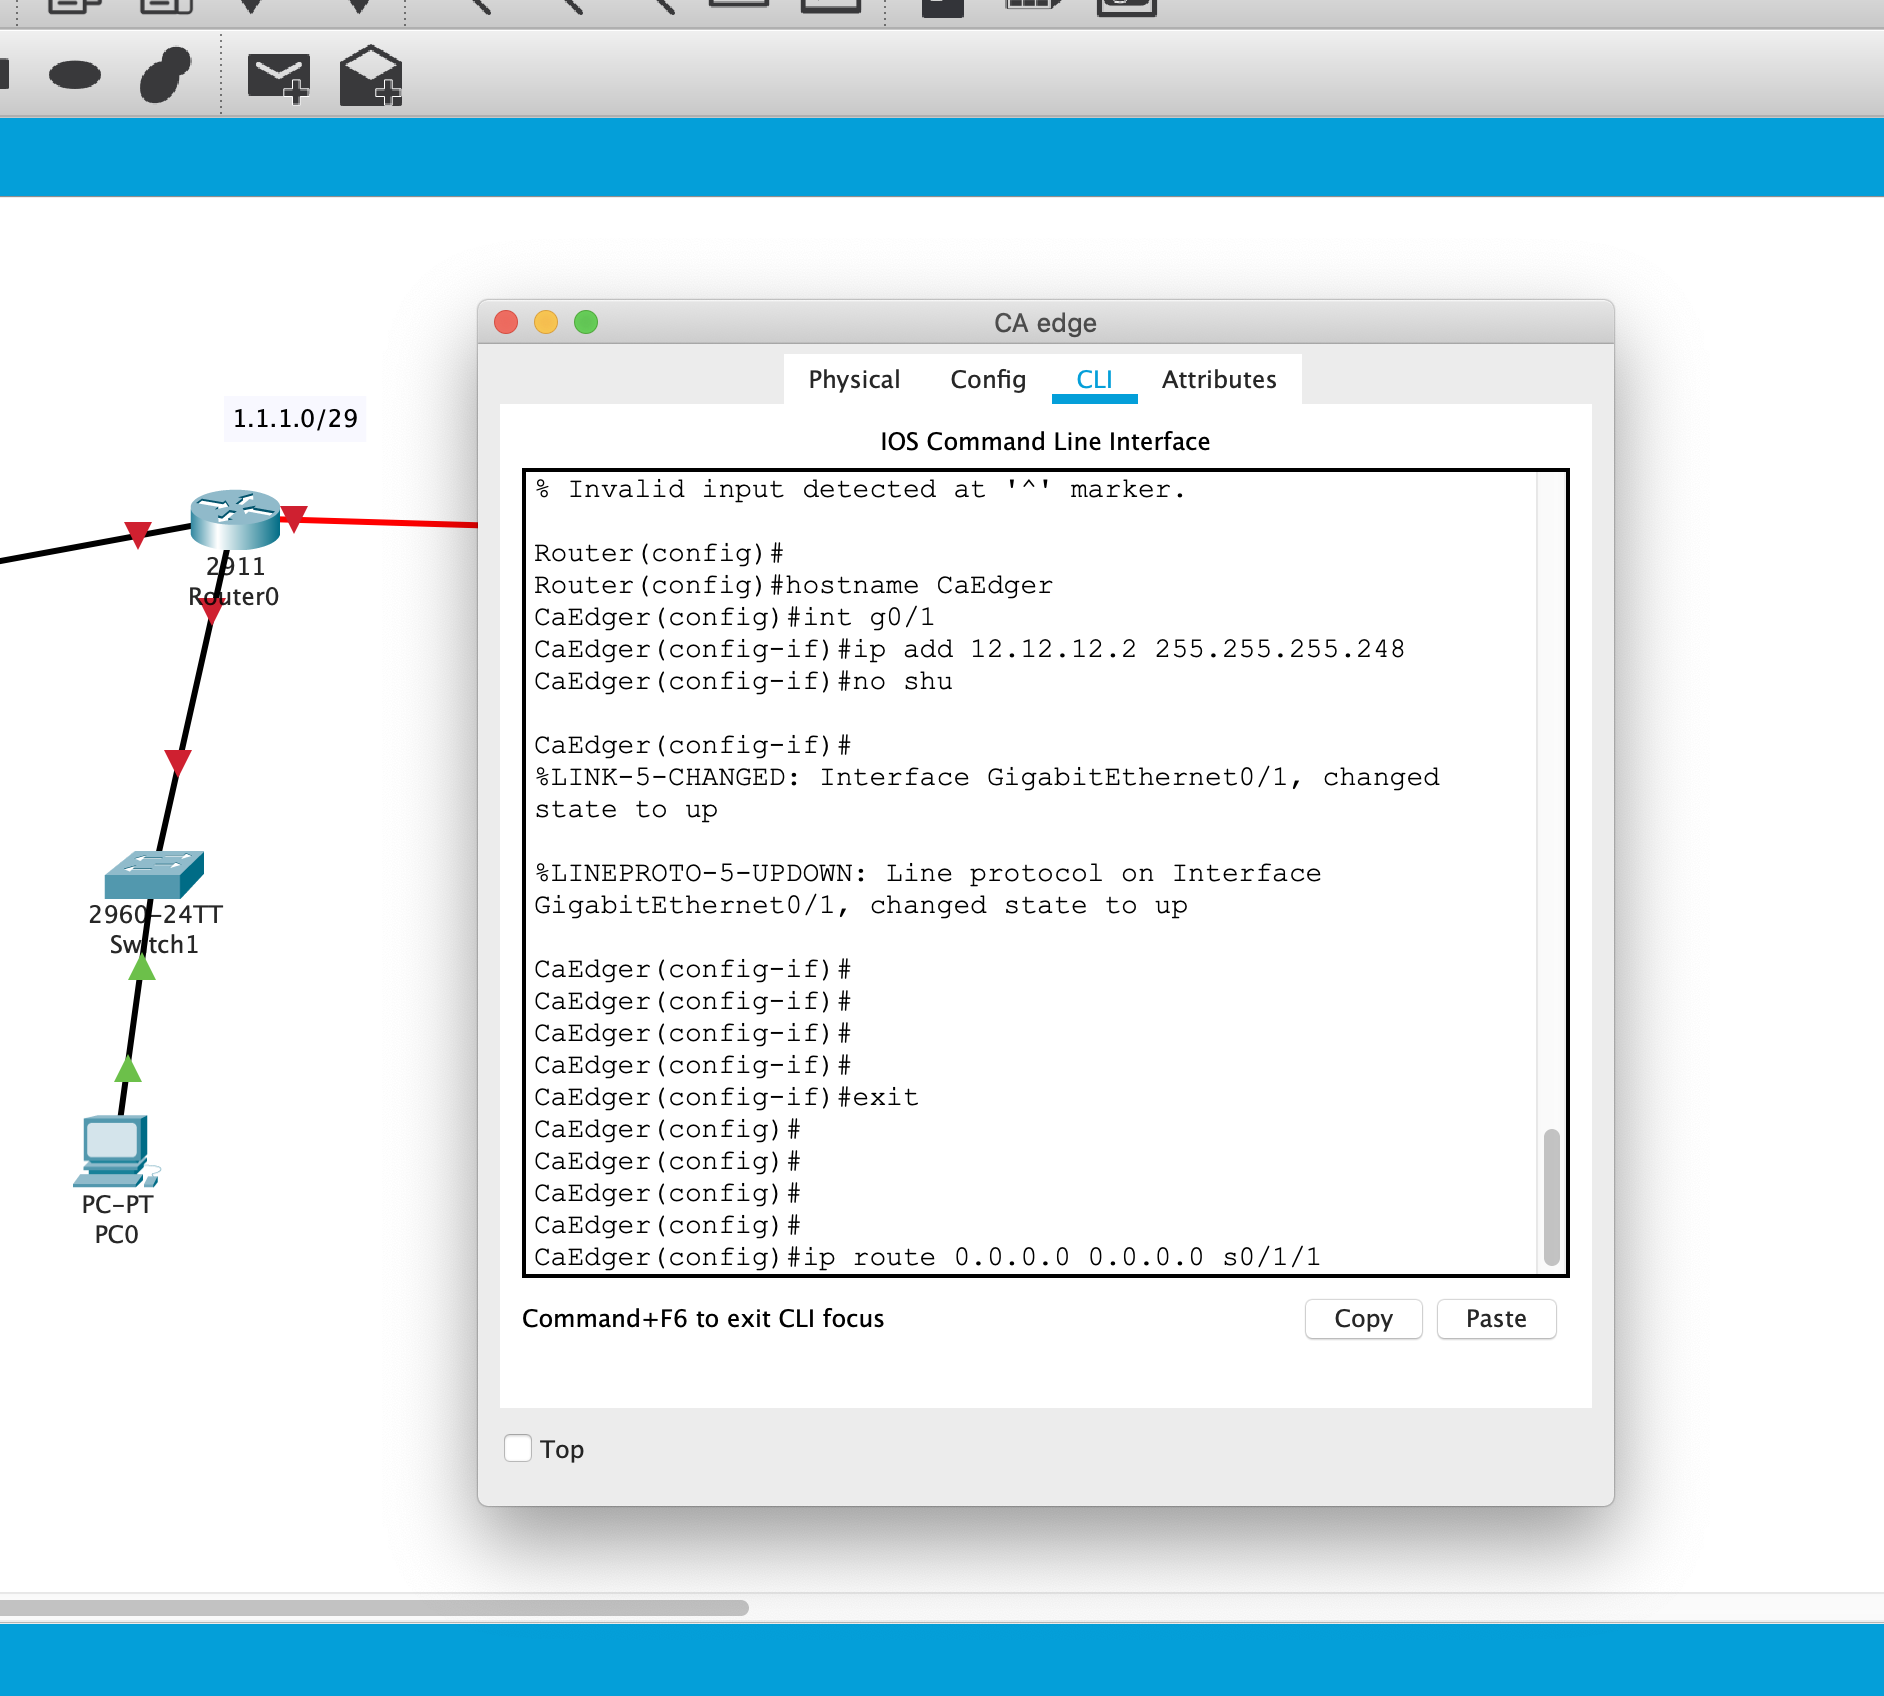 1.1.1.0/29
2911
Router0
2960-24TT
Switch1
PC-PT
PC0
CA edge
Physical Config CLI Attributes
IOS Command Line Interface
% Invalid input detected at '^' marker.
Router(config)#
Router(config)#hostname CaEdger
CaEdger(config)#int g0/1
CaEdger(config-if)#ip add 12.12.12.2 255.255.255.248
CaEdger(config-if)#no shu
CaEdger(config-if)#
%LINK-5-CHANGED: Interface GigabitEthernet0/1, changed
state to up
%LINEPROTO-5-UPDOWN: Line protocol on Interface
GigabitEthernet0/1, changed state to up
CaEdger(config-if)#
CaEdger(config-if)#
CaEdger(config-if)#
CaEdger(config-if)#
CaEdger(config-if)#exit
CaEdger(config)#
CaEdger(config)#
CaEdger(config)#
CaEdger(config)#
CaEdger(config)#ip route 0.0.0.0 0.0.0.0 s0/1/1
Command+F6 to exit CLI focus
Copy Paste
Top